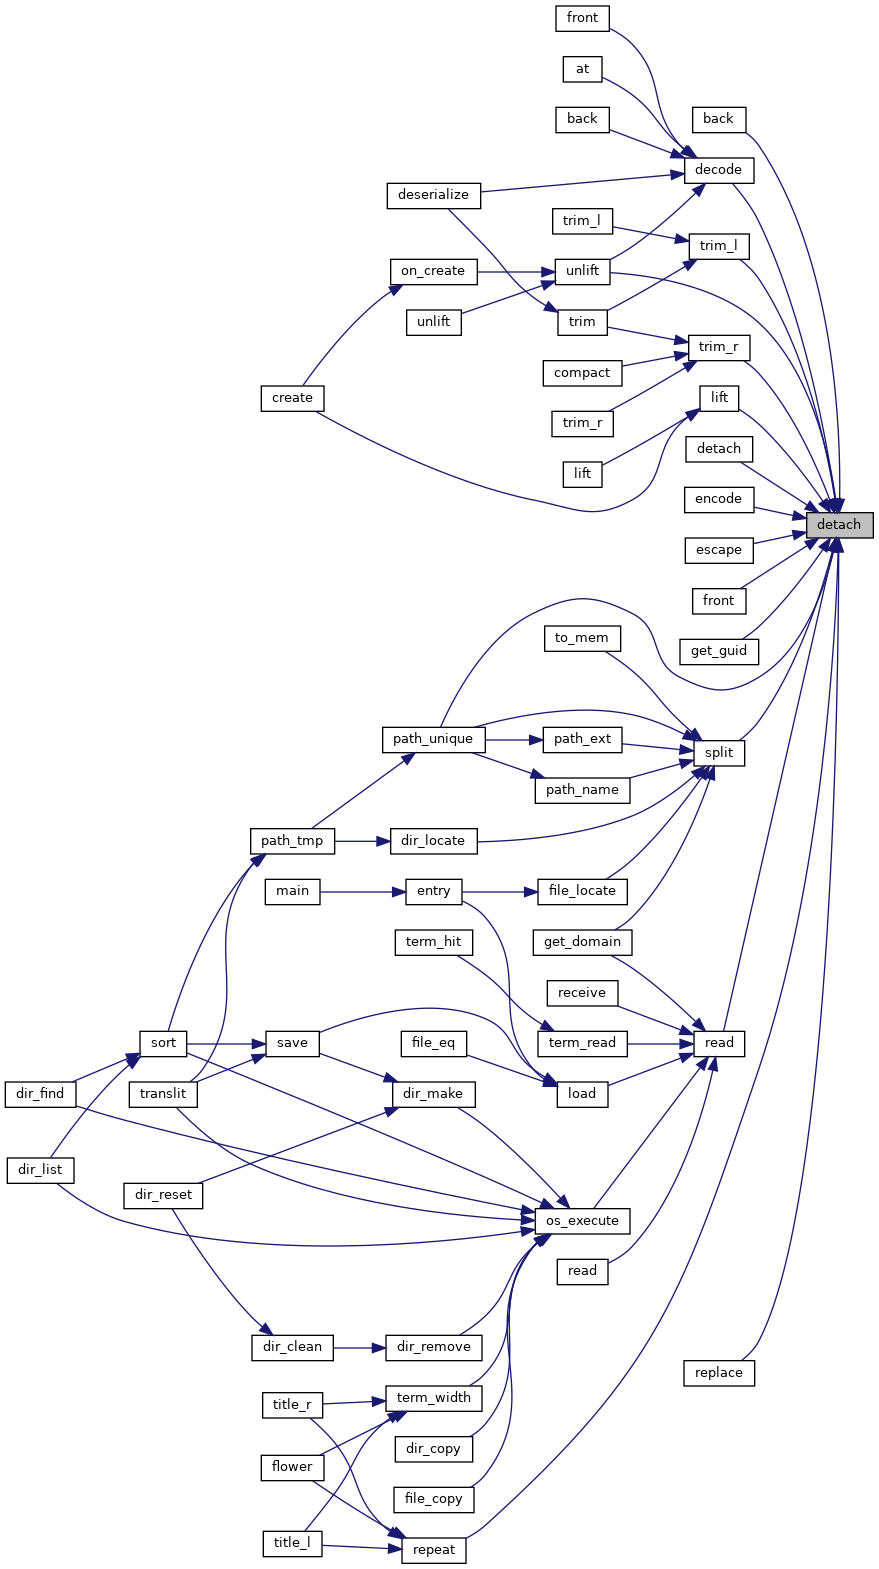 front
at
back
back
decode
deserialize
trim_l
trim_l
on_create
unlift
unlift
trim
trim_r
compact
create
lift
trim_r
detach
lift
encode
detach
escape
front
to_mem
get_guid
path_unique
path_ext
split
path_name
path_tmp
dir_locate
main
entry
file_locate
term_hit
get_domain
receive
sort
save
file_eq
term_read
read
dir_find
translit
dir_make
load
dir_list
dir_reset
os_execute
read
dir_clean
dir_remove
replace
term_width
title_r
dir_copy
flower
file_copy
title_l
repeat